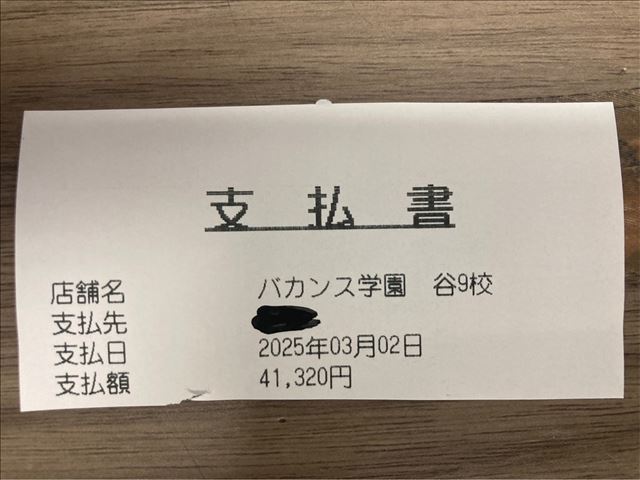 支払書
店舗名 バカンス学園 谷9校
支払先
支払日 2025年03月02日
支払額 41,320円